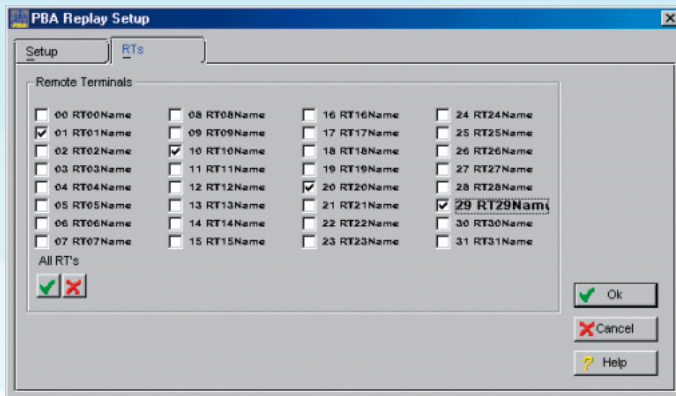 PBA Replay Setup
Setup
RTs
Remote Terminals
00 RT00Name
01 RT01Name
02 RT02Name
03 RT03Name
04 RT04Name
05 RT05Name
06 RT06Name
07 RT07Name
08 RT08Name
09 RT09Name
10 RT10Name
11 RT11Name
12 RT12Name
13 RT13Name
14 RT14Name
15 RT15Name
16 RT16Name
17 RT17Name
18 RT18Name
19 RT19Name
20 RT20Name
21 RT21Name
22 RT22Name
23 RT23Name
24 RT24Name
25 RT25Name
26 RT26Name
27 RT27Name
28 RT28Name
29 RT29Name
30 RT30Name
31 RT31Name
All RT's
Ok
Cancel
Help